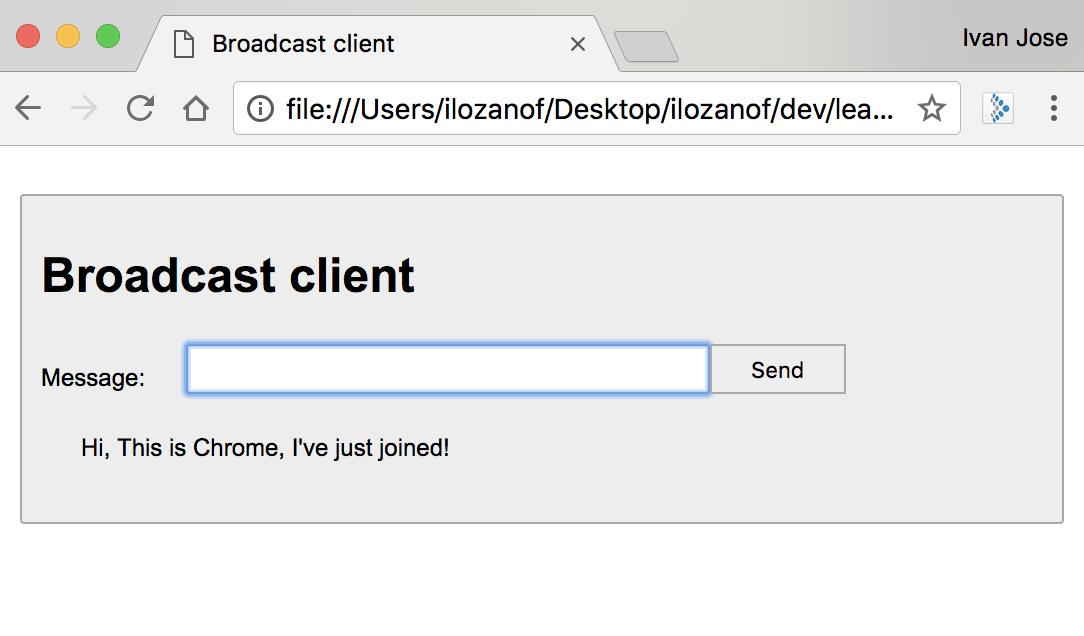 Broadcast client
Ivan Jose
file:///Users/ilozanof/Desktop/ilozanof/dev/lea...
Broadcast client
Message:
Send
Hi, This is Chrome, I've just joined!